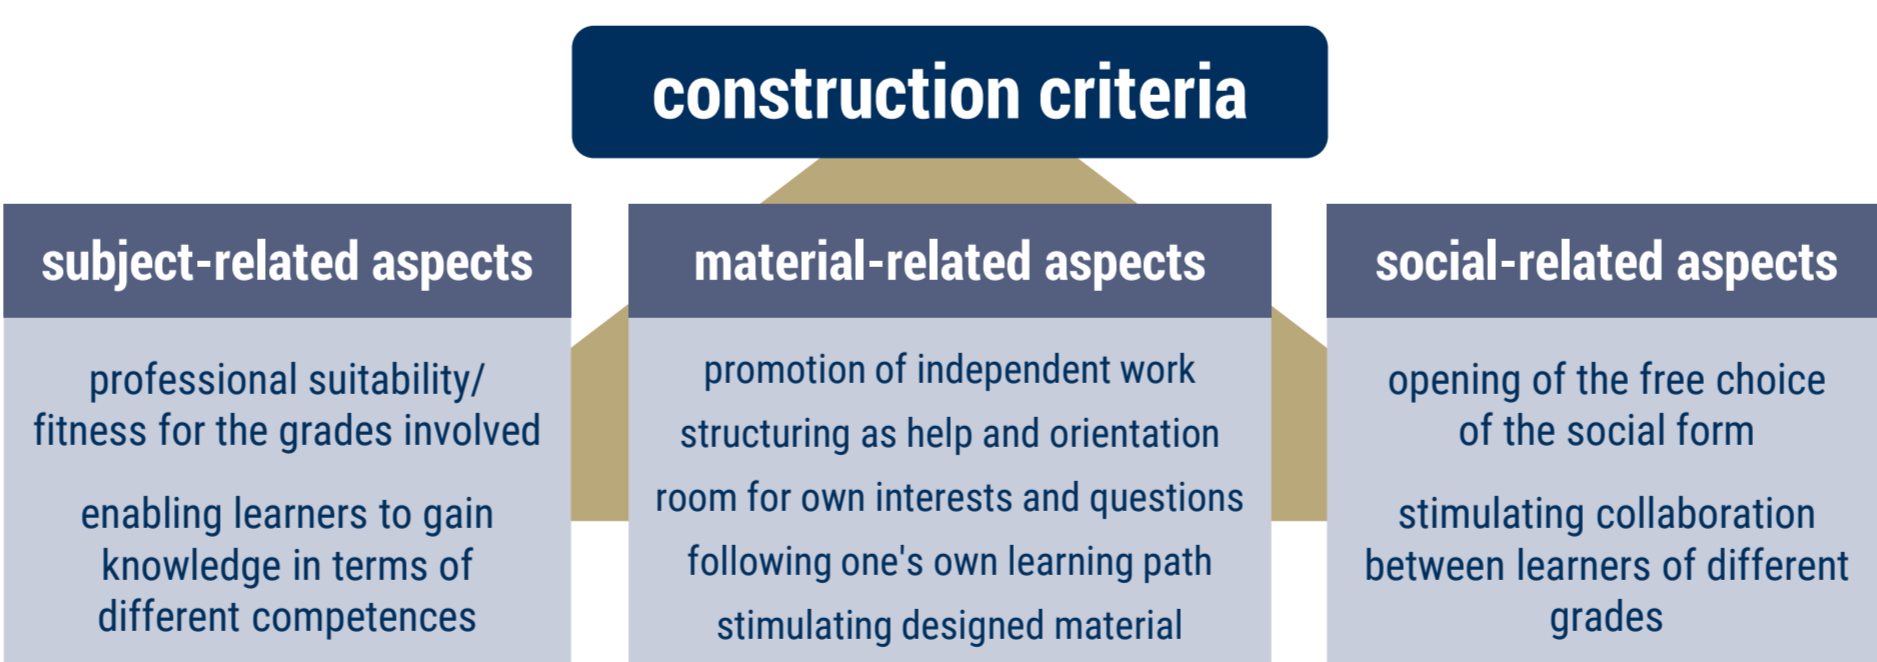 construction criteria
subject-related aspects
professional suitability/
fitness for the grades involved
enabling learners to gain
knowledge in terms of
different competences
material-related aspects
promotion of independent work
structuring as help and orientation
room for own interests and questions
following one's own learning path
stimulating designed material
social-related aspects
opening of the free choice
of the social form
stimulating collaboration
between learners of different
grades